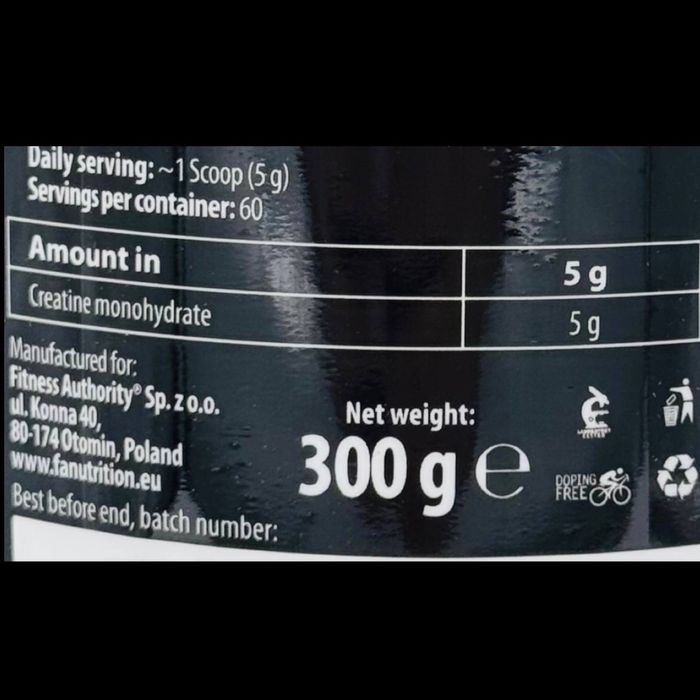 Daily serving: ~1 Scoop (5 g)
Servings per container: 60
Amount in 5 g
Creatine monohydrate 5 g
Manufactured for:
Fitness Authority® Sp. z o.o.
ul. Konna 40,
80-174 Otomin, Poland
www.fanutrition.eu
Best before end, batch number:
Net weight:
300 g ℮
DOPING
FREE